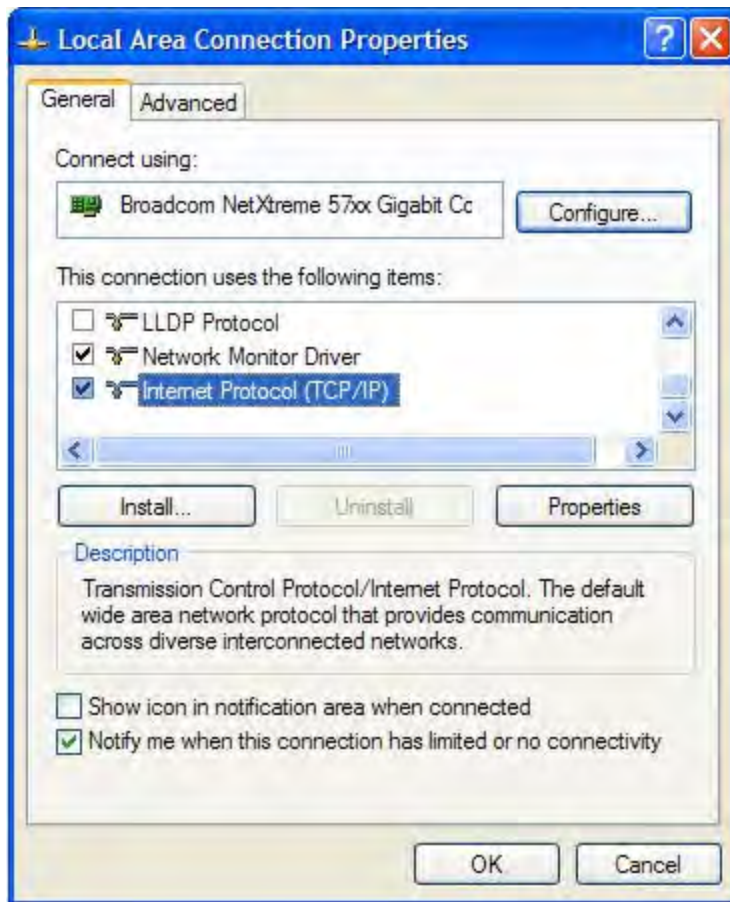 Local Area Connection Properties
?
General
Advanced
Connect using:
Broadcom NetXtreme 57xx Gigabit Cc
Configure...
This connection uses the following items:
LLDP Protocol
Network Monitor Driver
Internet Protocol (TCP/IP)
Install...
Uninstall
Properties
Description
Transmission Control Protocol/Internet Protocol. The default
wide area network protocol that provides communication
across diverse interconnected networks.
Show icon in notification area when connected
Notify me when this connection has limited or no connectivity
OK
Cancel